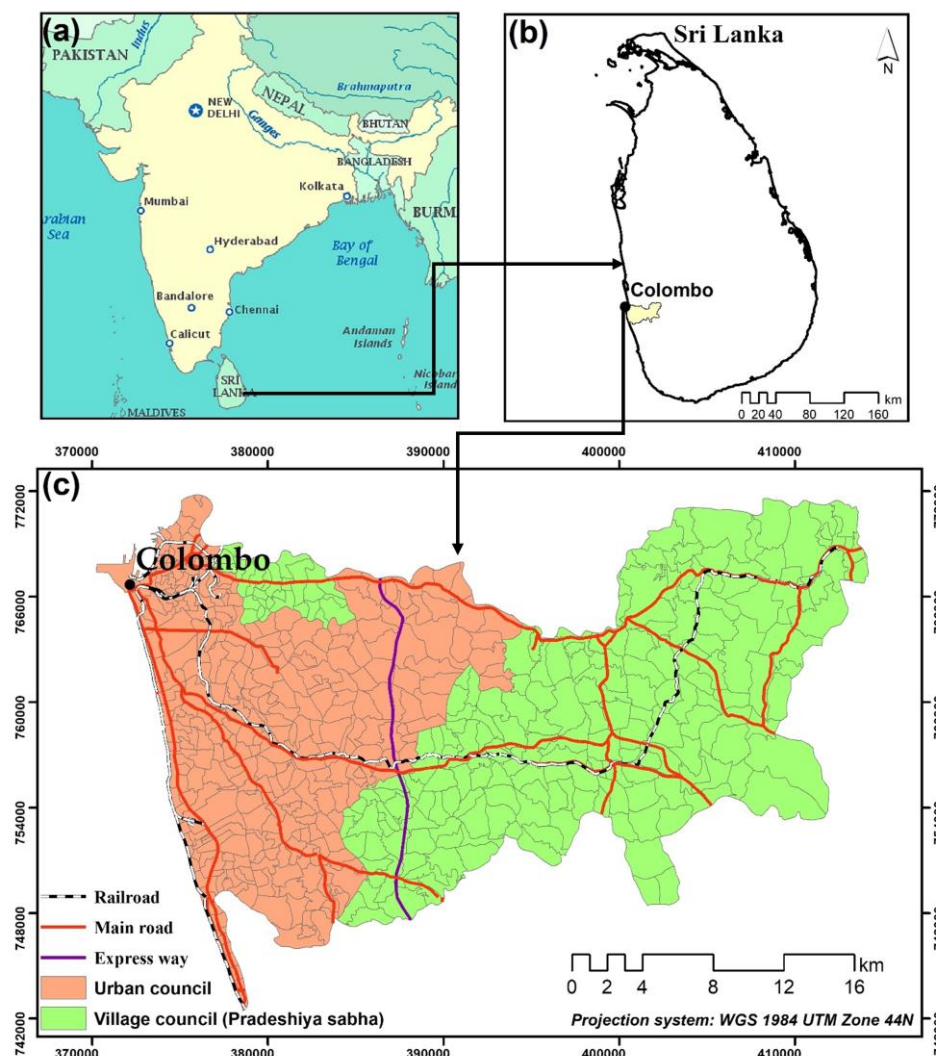 (a)
Indus
PAKISTAN
NEW
DELHI
NEPAL
Brahmaputra
Ganges
BHUTAN
BANGLADESH
Kolkata
BURM
Mumbai
rabian
Sea
Hyderabad
Bay of
Bengal
Bandalore
Chennai
Calicut
Andaman
Islands
SRI
LANKA
Nicobar
Island
MALDIVES
(b)
Sri Lanka
N
Colombo
km
0 20 40 80 120 160
370000 380000 390000 400000 410000
(c)
772000
766000
760000
754000
748000
742000
Colombo
Railroad
Main road
Express way
Urban council
Village council (Pradeshiya sabha)
km
0 2 4 8 12 16
Projection system: WGS 1984 UTM Zone 44N
370000 380000 390000 400000 410000